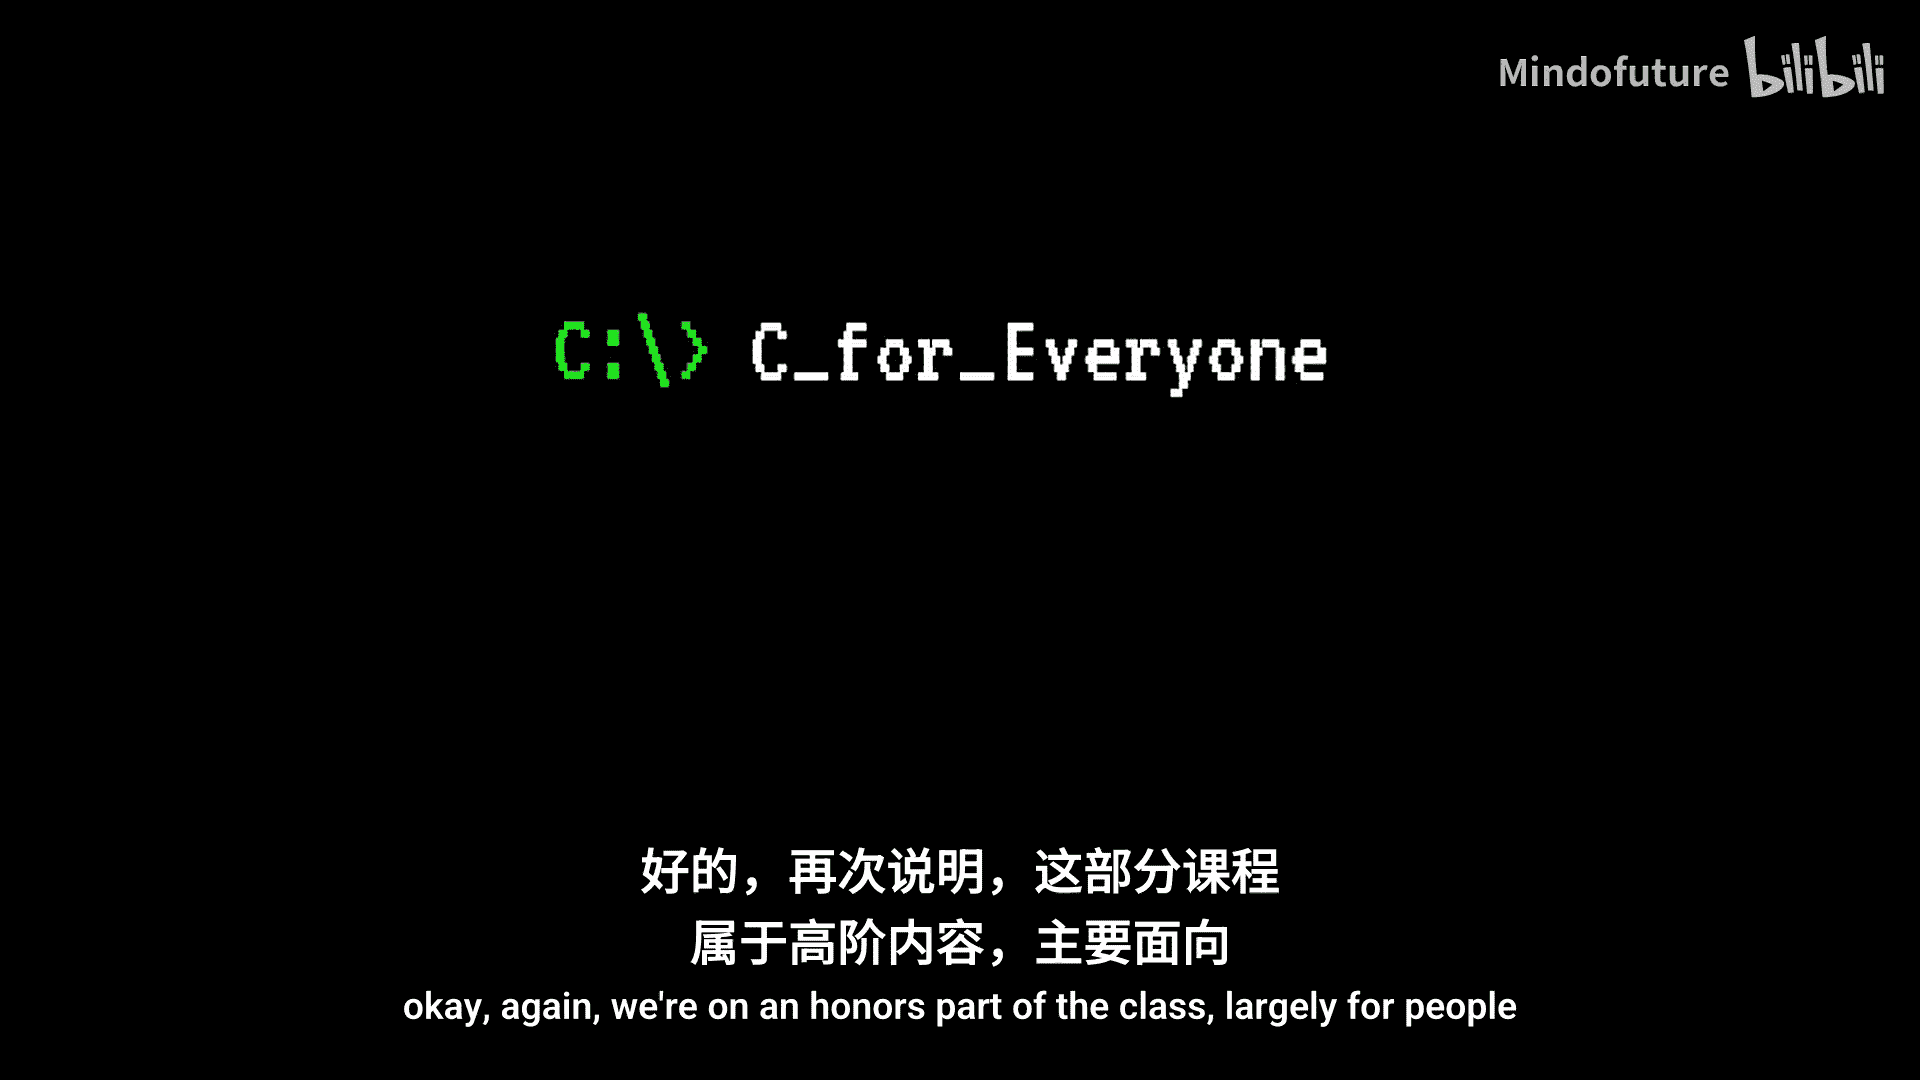 Mindofuture bilibili
C:\> C_for_Everyone
好的，再次说明，这部分课程
属于高阶内容，主要面向
okay, again, we're on an honors part of the class, largely for people